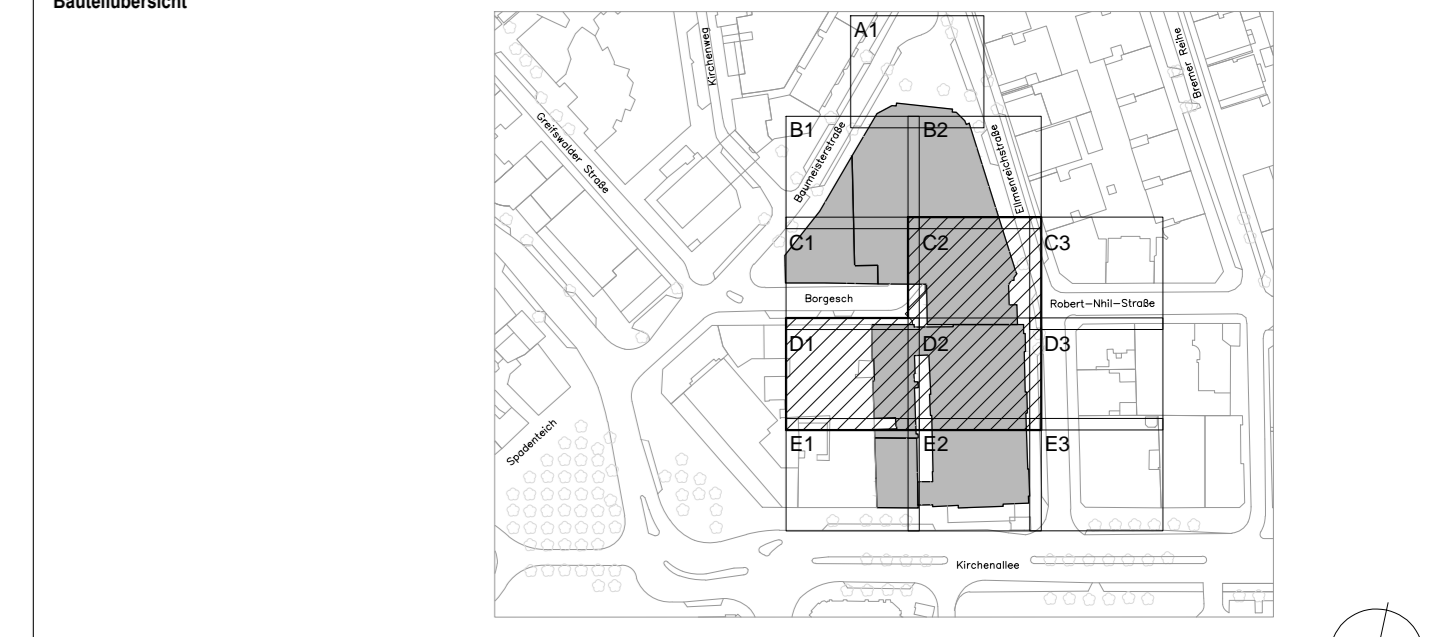 Bauteilübersicht
A1
Kirchenweg
Bremer Reihe
Greifswalder Straße
B1
B2
Baumeisterstraße
Ellmenreichstraße
C1
C2
C3
Borgesch
Robert-Nhil-Straße
D1
D2
D3
Spadenteich
E1
E2
E3
Kirchenallee